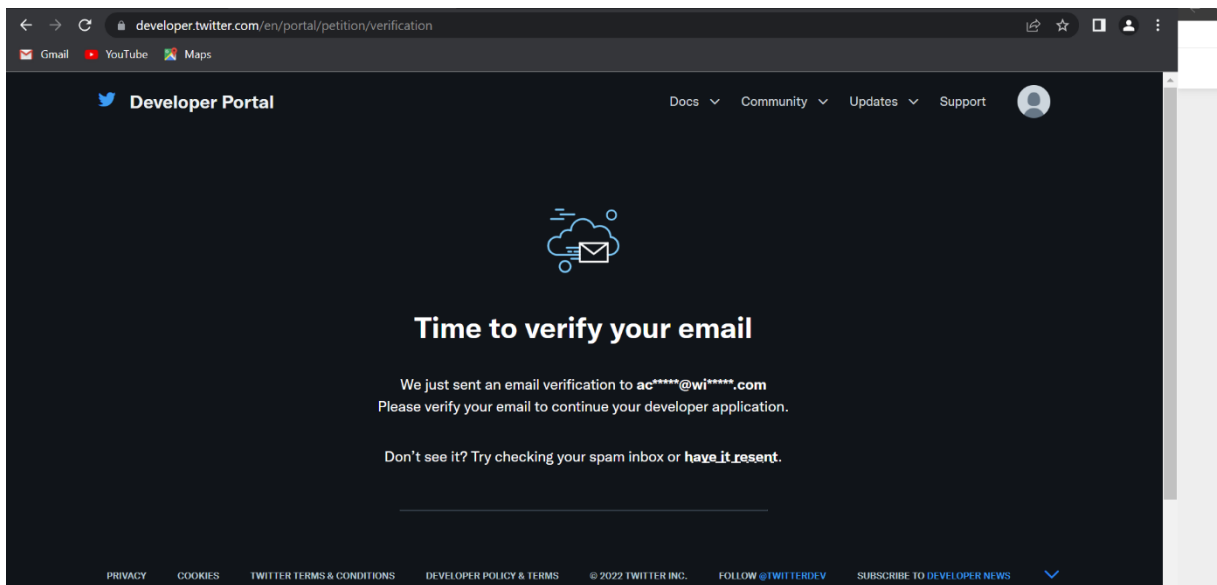 developer.twitter.com/en/portal/petition/verification
Gmail YouTube Maps
Developer Portal Docs Community Updates Support
Time to verify your email
We just sent an email verification to ac*****@wi*****.com
Please verify your email to continue your developer application.
Don't see it? Try checking your spam inbox or have it resent.
PRIVACY COOKIES TWITTER TERMS & CONDITIONS DEVELOPER POLICY & TERMS © 2022 TWITTER INC. FOLLOW @TWITTERDEV SUBSCRIBE TO DEVELOPER NEWS